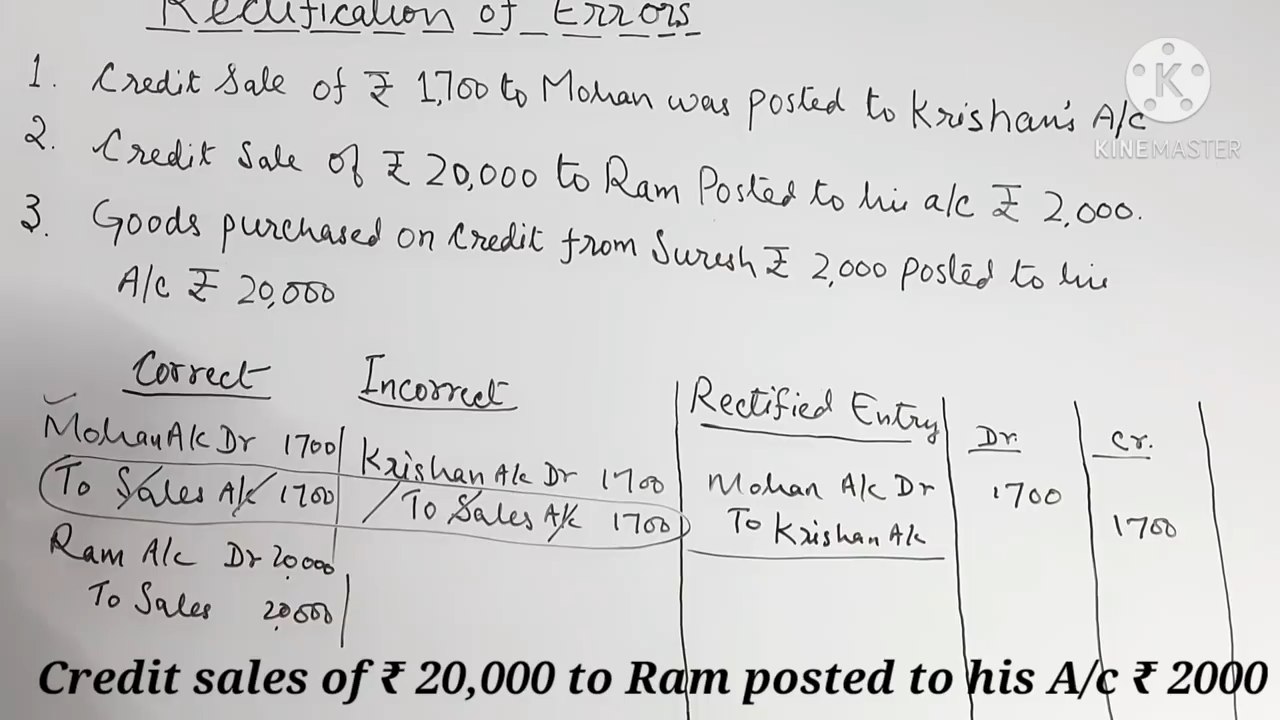 Rectification of Errors
1. Credit Sale of ₹ 1,700 to Mohan was posted to Krishan's A/c
2. Credit Sale of ₹ 20,000 to Ram Posted to his a/c ₹ 2,000.
3. Goods purchased on Credit from Suresh ₹ 2,000 posted to his
A/c ₹ 20,000
K
KINEMASTER
Correct Incorrect Rectified Entry Dr. Cr.
Mohan A/c Dr 1700 Krishan A/c Dr 1700 Mohan A/c Dr 1700
To Sales A/c 1700 To Sales A/c 1700 To Krishan A/c 1700
Ram A/c Dr 20,000
To Sales 20,000
Credit sales of ₹ 20,000 to Ram posted to his A/c ₹ 2000